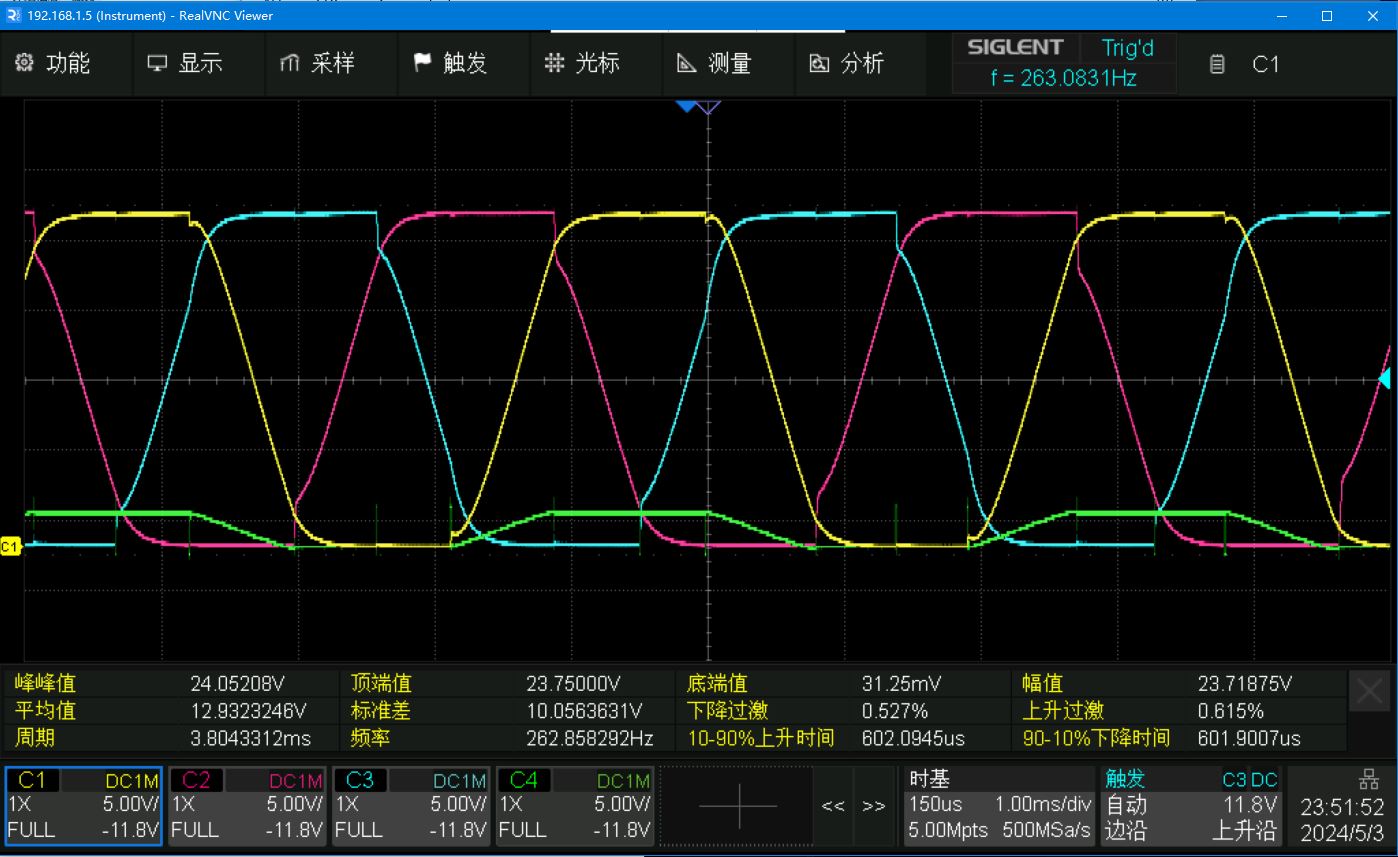 192.168.1.5 (Instrument) - RealVNC Viewer
功能 显示 采样 触发 光标 测量 分析 SIGLENT Trig'd C1
f = 263.0831Hz
C1
峰峰值 24.05208V 顶端值 23.75000V 底端值 31.25mV 幅值 23.71875V
平均值 12.9323246V 标准差 10.0563631V 下降过激 0.527% 上升过激 0.615%
周期 3.8043312ms 频率 262.858292Hz 10-90%上升时间 602.0945us 90-10%下降时间 601.9007us
C1 DC1M C2 DC1M C3 DC1M C4 DC1M 时基 触发 C3 DC
1X 5.00V/ 1X 5.00V/ 1X 5.00V/ 1X 5.00V/ << >> 150us 1.00ms/div 自动 11.8V 23:51:52
FULL -11.8V FULL -11.8V FULL -11.8V FULL -11.8V 5.00Mpts 500MSa/s 边沿 上升沿 2024/5/3